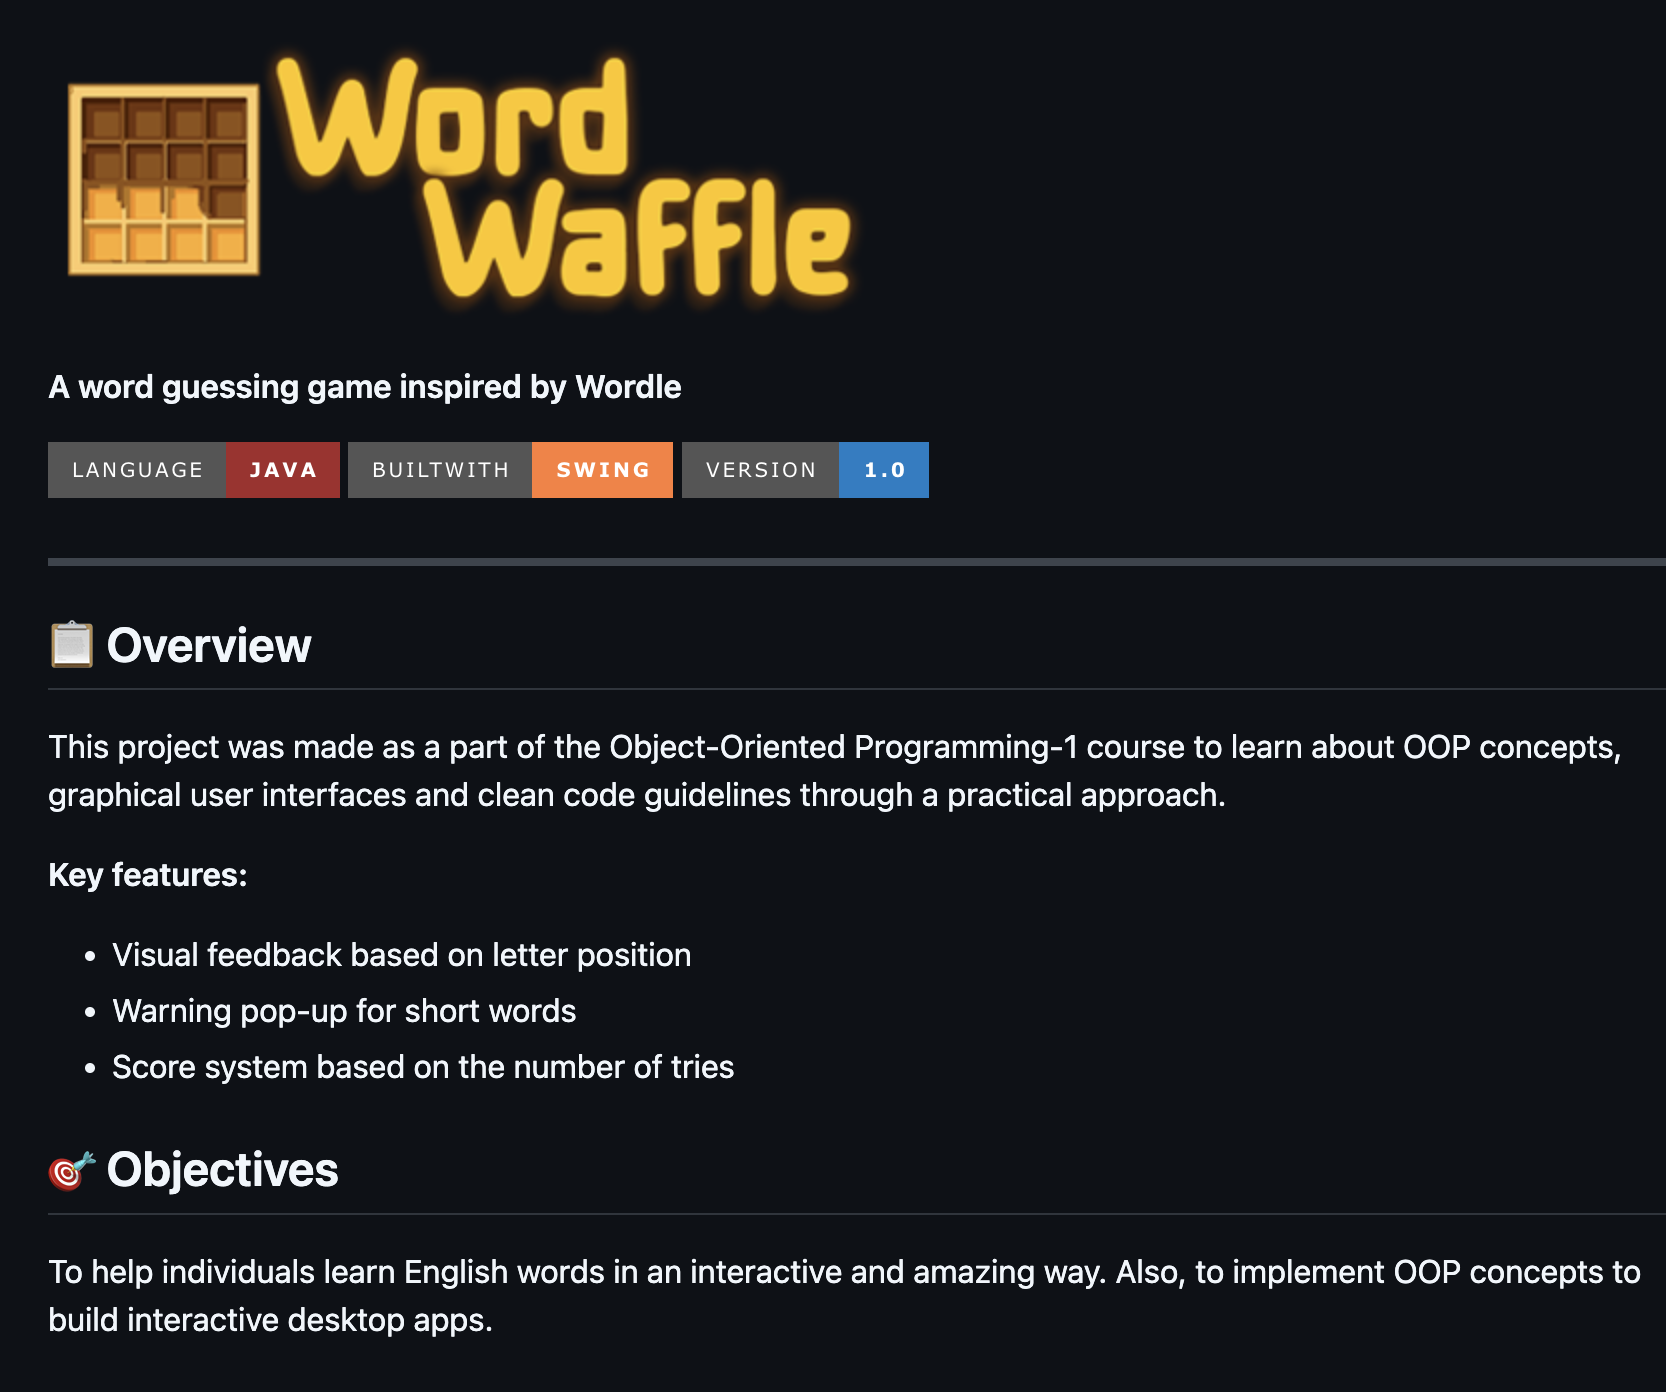 Word
Waffle
A word guessing game inspired by Wordle
LANGUAGE JAVA BUILTWITH SWING VERSION 1.0
Overview
This project was made as a part of the Object-Oriented Programming-1 course to learn about OOP concepts,
graphical user interfaces and clean code guidelines through a practical approach.
Key features:
• Visual feedback based on letter position
• Warning pop-up for short words
• Score system based on the number of tries
Objectives
To help individuals learn English words in an interactive and amazing way. Also, to implement OOP concepts to
build interactive desktop apps.